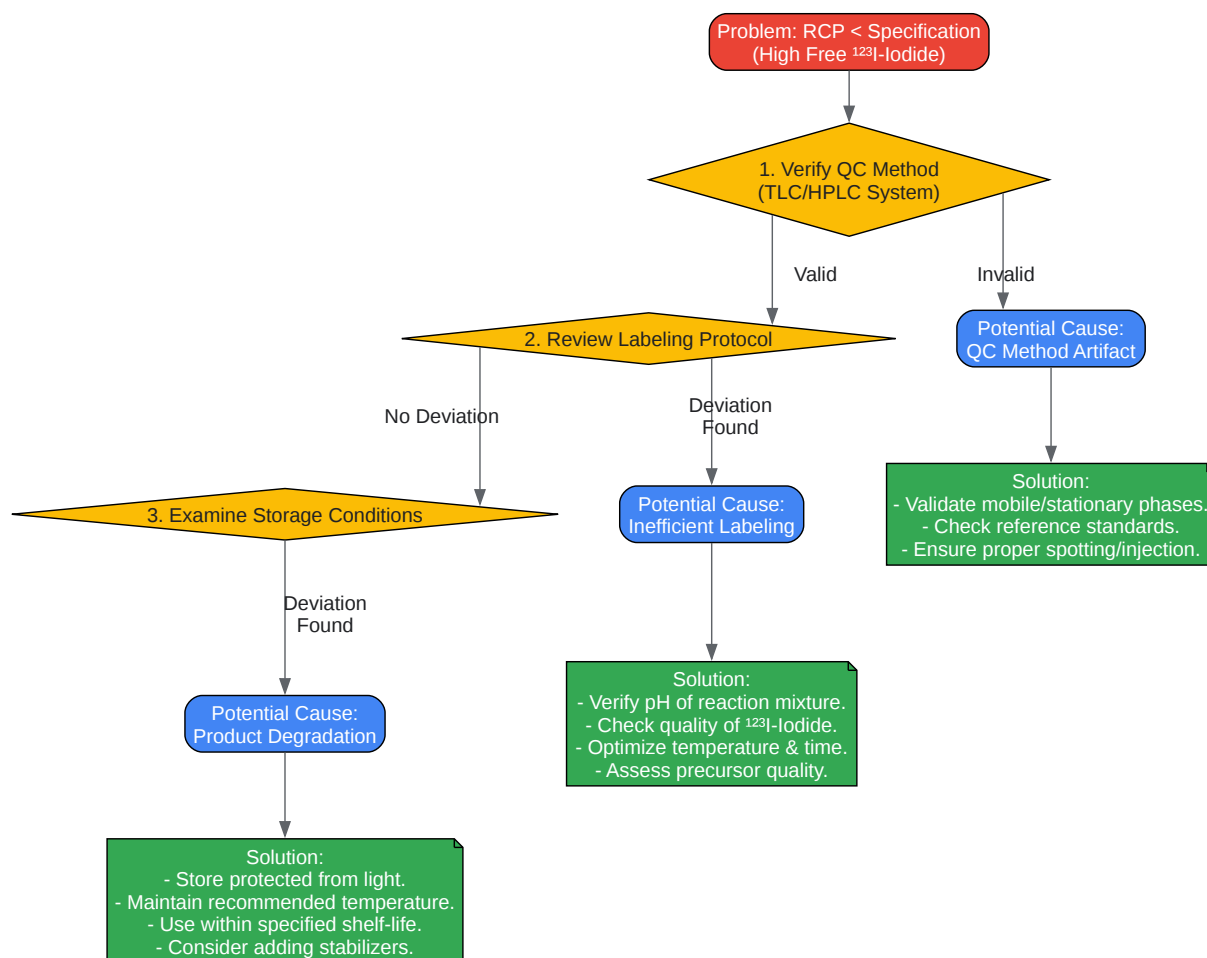 Problem: RCP < Specification
(High Free ¹²³I-Iodide)
1. Verify QC Method
(TLC/HPLC System)
Valid
Invalid
2. Review Labeling Protocol
Potential Cause:
QC Method Artifact
No Deviation
Deviation
Found
Solution:
- Validate mobile/stationary phases.
- Check reference standards.
- Ensure proper spotting/injection.
3. Examine Storage Conditions
Potential Cause:
Inefficient Labeling
Deviation
Found
Solution:
- Verify pH of reaction mixture.
- Check quality of ¹²³I-Iodide.
- Optimize temperature & time.
- Assess precursor quality.
Potential Cause:
Product Degradation
Solution:
- Store protected from light.
- Maintain recommended temperature.
- Use within specified shelf-life.
- Consider adding stabilizers.